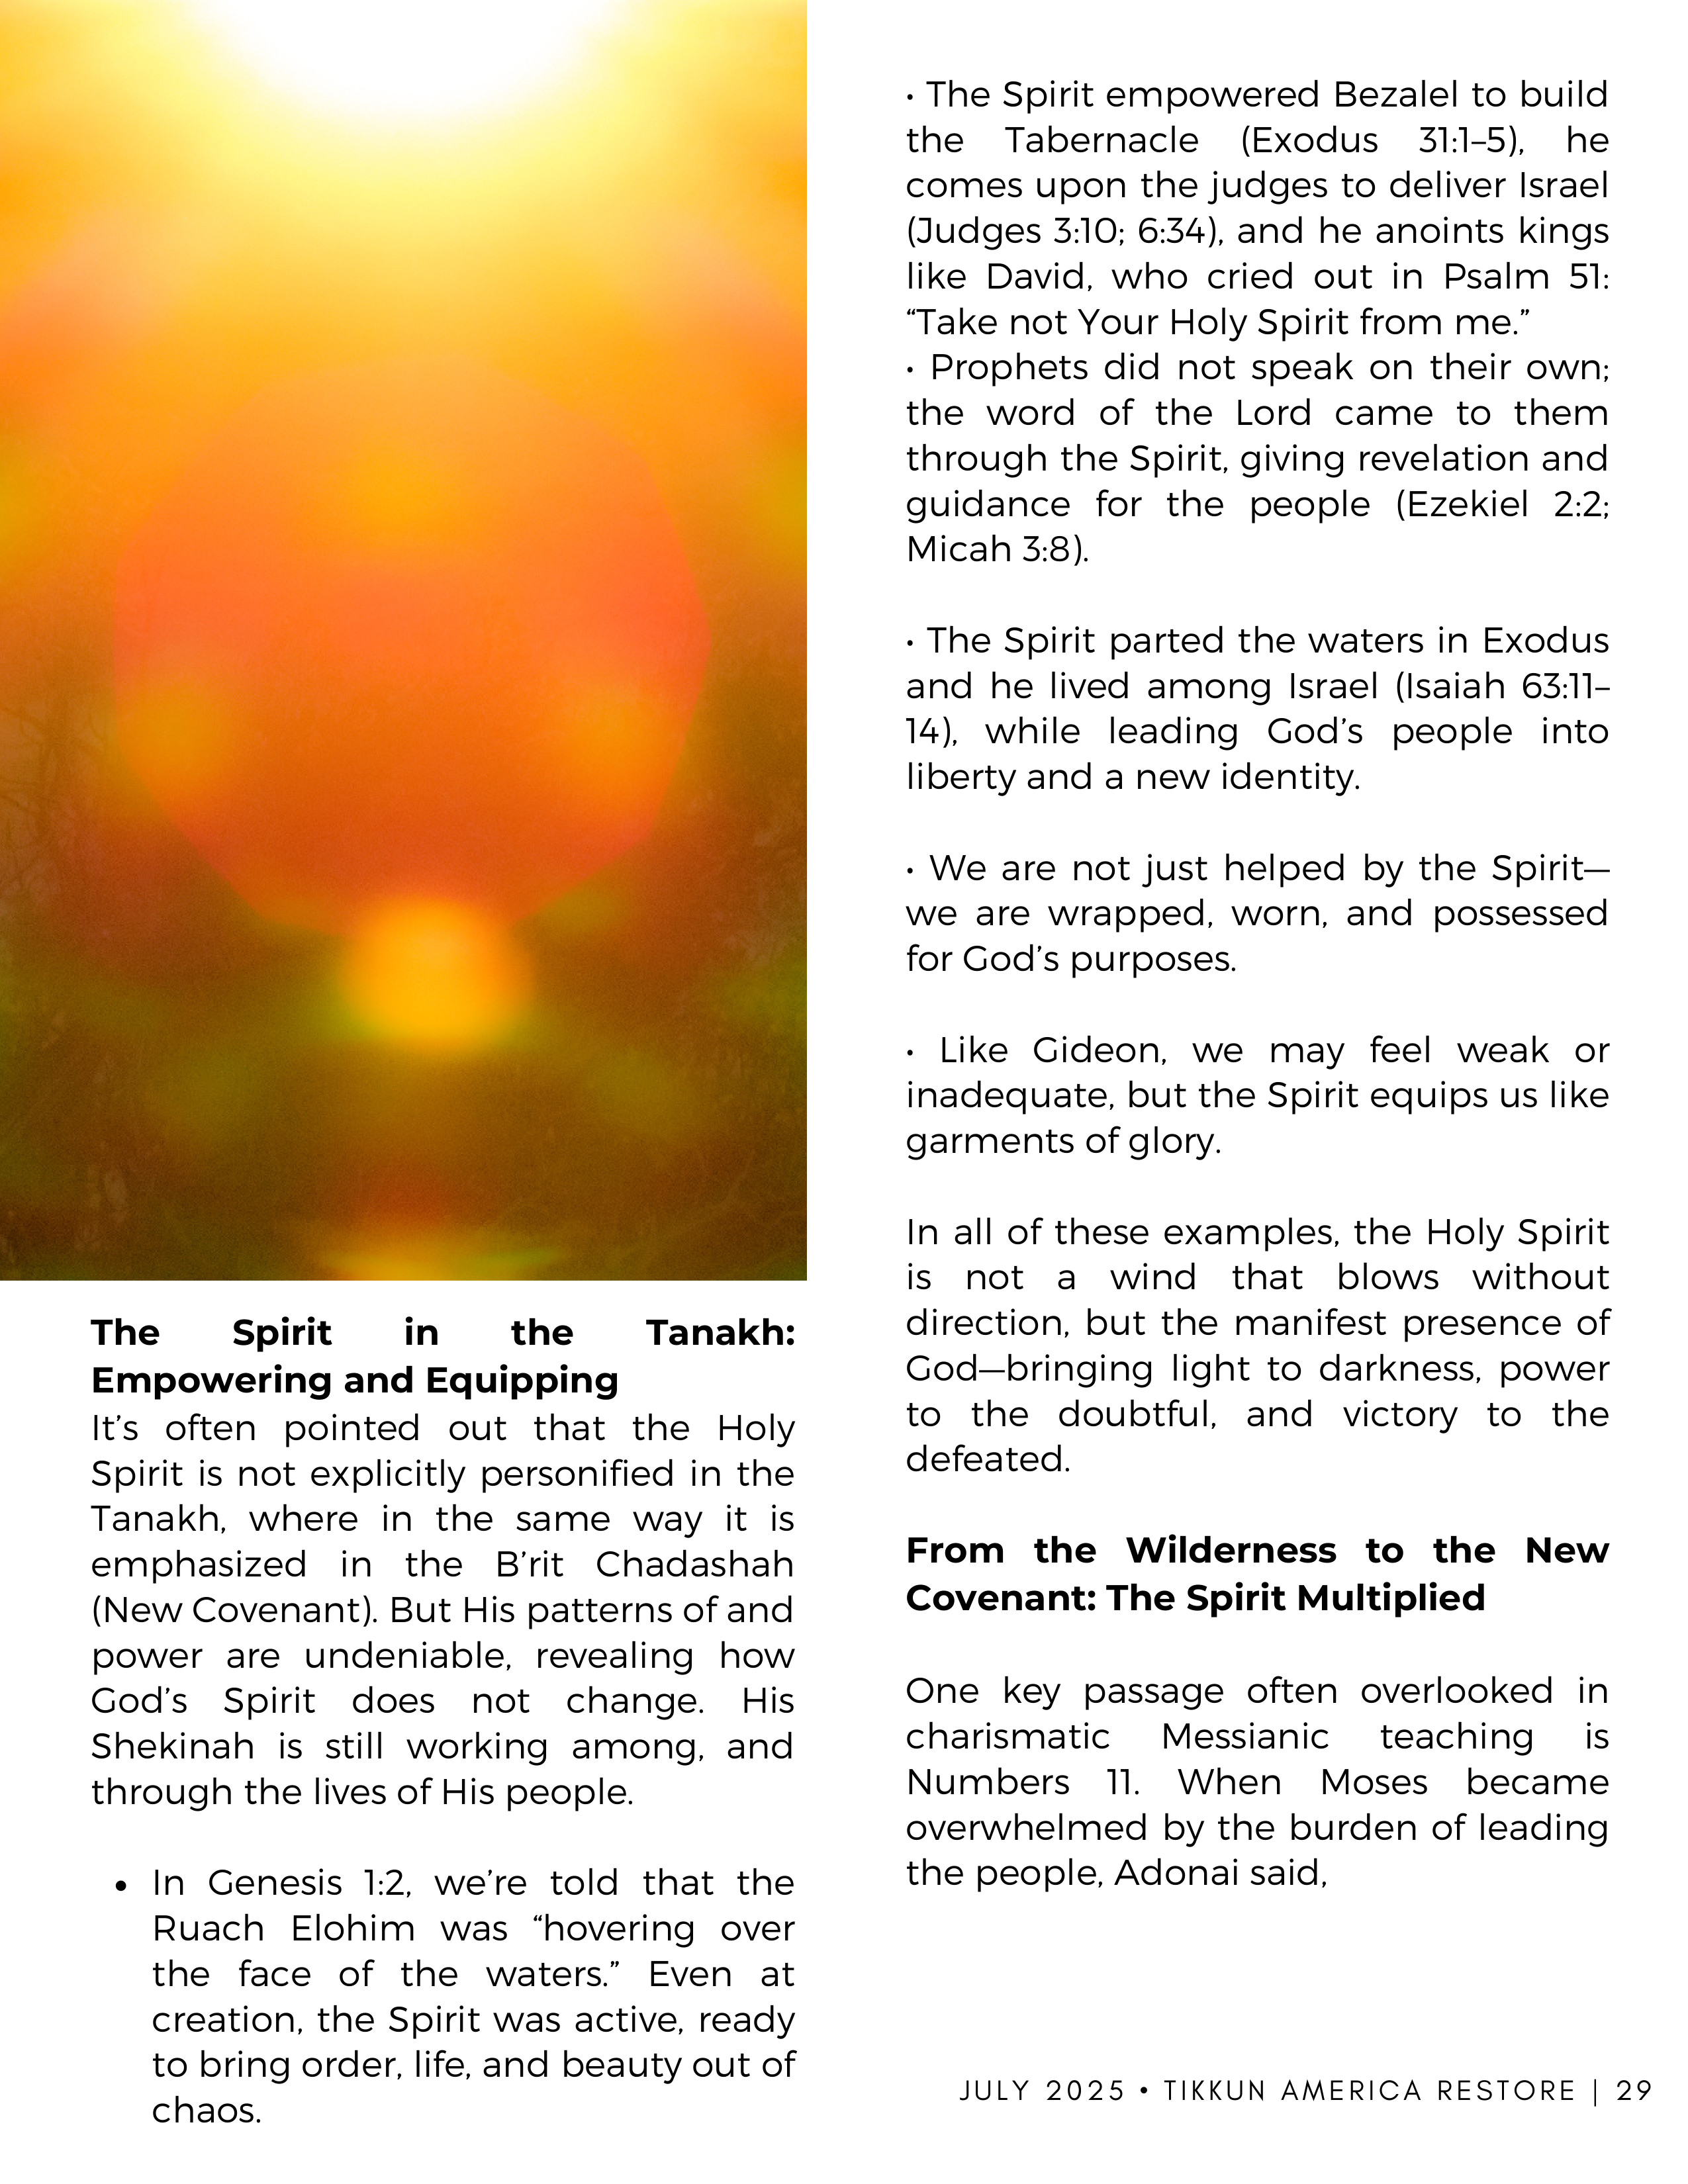 The Spirit in the Tanakh:
Empowering and Equipping
It’s often pointed out that the Holy
Spirit is not explicitly personified in the
Tanakh, where in the same way it is
emphasized in the B’rit Chadashah
(New Covenant). But His patterns of and
power are undeniable, revealing how
God’s Spirit does not change. His
Shekinah is still working among, and
through the lives of His people.
• In Genesis 1:2, we’re told that the
Ruach Elohim was “hovering over
the face of the waters.” Even at
creation, the Spirit was active, ready
to bring order, life, and beauty out of
chaos.
• The Spirit empowered Bezalel to build
the Tabernacle (Exodus 31:1–5), he
comes upon the judges to deliver Israel
(Judges 3:10; 6:34), and he anoints kings
like David, who cried out in Psalm 51:
“Take not Your Holy Spirit from me.”
• Prophets did not speak on their own;
the word of the Lord came to them
through the Spirit, giving revelation and
guidance for the people (Ezekiel 2:2;
Micah 3:8).
• The Spirit parted the waters in Exodus
and he lived among Israel (Isaiah 63:11–
14), while leading God’s people into
liberty and a new identity.
• We are not just helped by the Spirit—
we are wrapped, worn, and possessed
for God’s purposes.
• Like Gideon, we may feel weak or
inadequate, but the Spirit equips us like
garments of glory.
In all of these examples, the Holy Spirit
is not a wind that blows without
direction, but the manifest presence of
God—bringing light to darkness, power
to the doubtful, and victory to the
defeated.
From the Wilderness to the New
Covenant: The Spirit Multiplied
One key passage often overlooked in
charismatic Messianic teaching is
Numbers 11. When Moses became
overwhelmed by the burden of leading
the people, Adonai said,
JULY 2025 • TIKKUN AMERICA RESTORE | 29